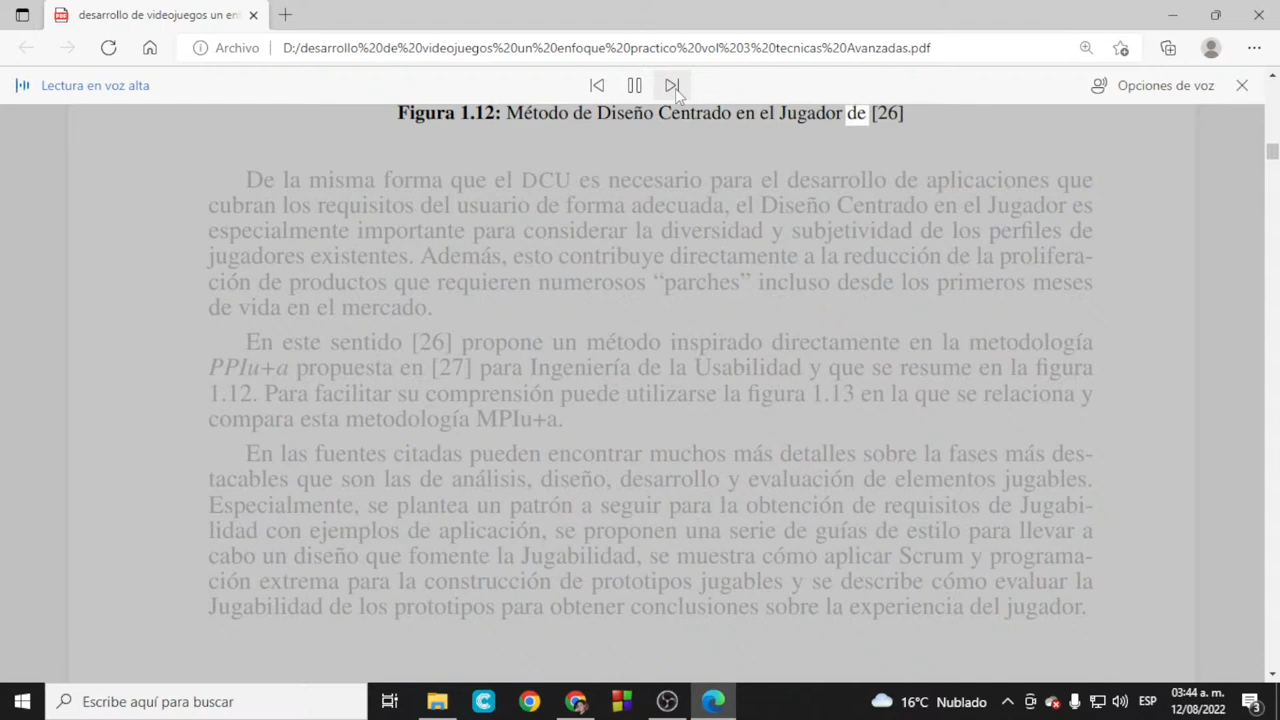 desarrollo de videojuegos un en
Archivo
D:/desarrollo%20de%20videojuegos%20un%20enfoque%20practico%20vol%203%20tecnicas%20Avanzadas.pdf
Lectura en voz alta
Opciones de voz
Figura 1.12: Método de Diseño Centrado en el Jugador de [26]
De la misma forma que el DCU es necesario para el desarrollo de aplicaciones que
cubran los requisitos del usuario de forma adecuada, el Diseño Centrado en el Jugador es
especialmente importante para considerar la diversidad y subjetividad de los perfiles de
jugadores existentes. Además, esto contribuye directamente a la reducción de la prolifera-
ción de productos que requieren numerosos “parches” incluso desde los primeros meses
de vida en el mercado.
En este sentido [26] propone un método inspirado directamente en la metodología
PPIu+a propuesta en [27] para Ingeniería de la Usabilidad y que se resume en la figura
1.12. Para facilitar su comprensión puede utilizarse la figura 1.13 en la que se relaciona y
compara esta metodología MPIu+a.
En las fuentes citadas pueden encontrar muchos más detalles sobre la fases más des-
tacables que son las de análisis, diseño, desarrollo y evaluación de elementos jugables.
Especialmente, se plantea un patrón a seguir para la obtención de requisitos de Jugabi-
lidad con ejemplos de aplicación, se proponen una serie de guías de estilo para llevar a
cabo un diseño que fomente la Jugabilidad, se muestra cómo aplicar Scrum y programa-
ción extrema para la construcción de prototipos jugables y se describe cómo evaluar la
Jugabilidad de los prototipos para obtener conclusiones sobre la experiencia del jugador.
Escribe aquí para buscar
16°C Nublado
ESP
03:44 a. m.
12/08/2022
3